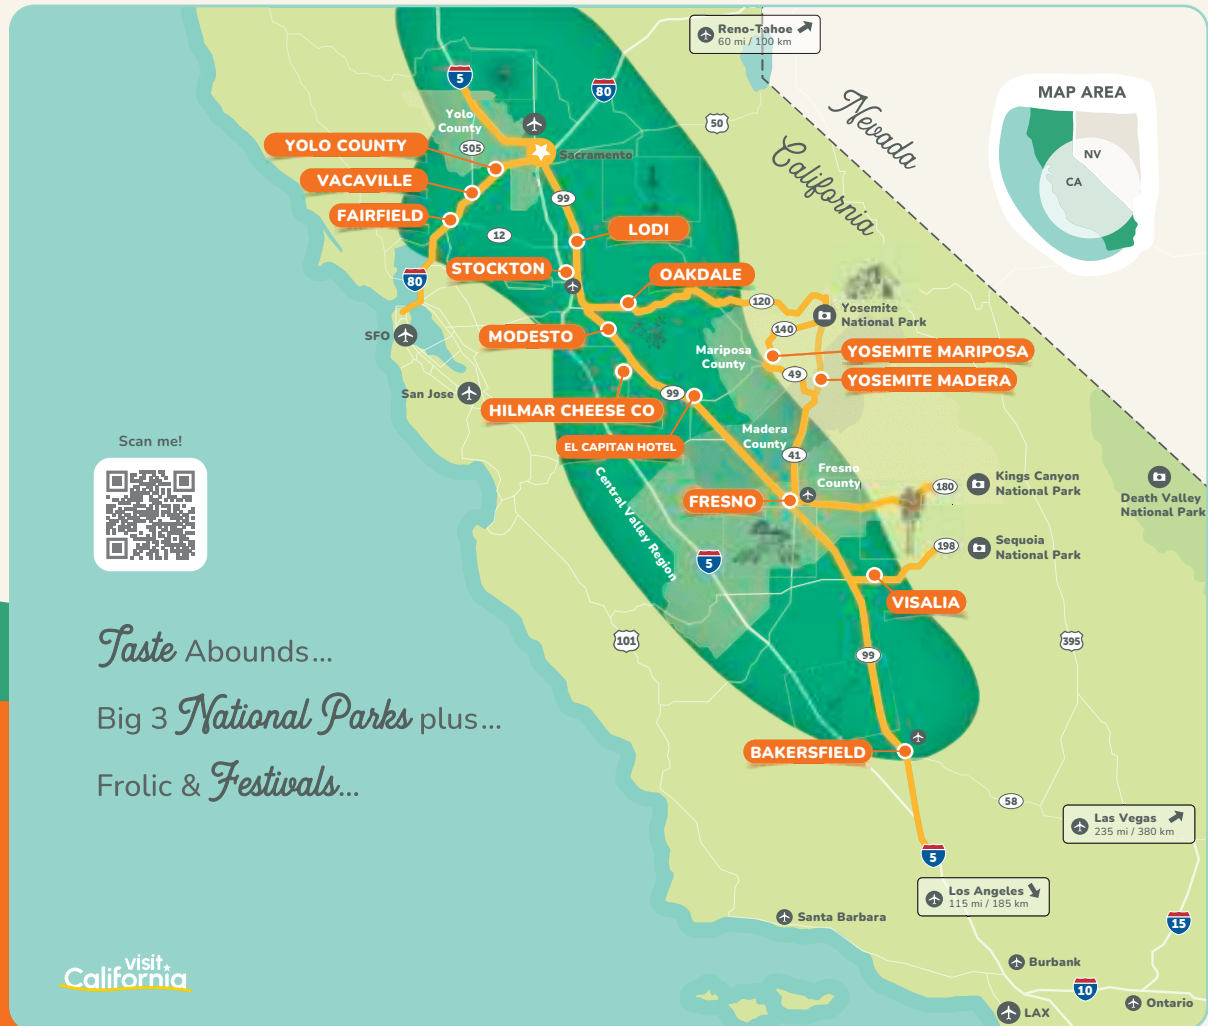 Reno-Tahoe
60 mi / 100 km
5
80
50
Nevada
California
MAP AREA
NV
CA
Yolo
County
505
Sacramento
YOLO COUNTY
VACAVILLE
FAIRFIELD
99
12
LODI
STOCKTON
OAKDALE
80
120
Yosemite
National Park
SFO
MODESTO
140
Mariposa
County
YOSEMITE MARIPOSA
49
YOSEMITE MADERA
San Jose
99
HILMAR CHEESE CO
EL CAPITAN HOTEL
Madera
County
41
Scan me!
Fresno
County
Central Valley Region
FRESNO
180
Kings Canyon
National Park
Death Valley
National Park
198
Sequoia
National Park
5
VISALIA
101
395
99
Taste Abounds...
Big 3 National Parks plus...
Frolic & Festivals...
BAKERSFIELD
58
Las Vegas
235 mi / 380 km
5
Los Angeles
115 mi / 185 km
Santa Barbara
15
Burbank
10
Ontario
LAX
visit
California